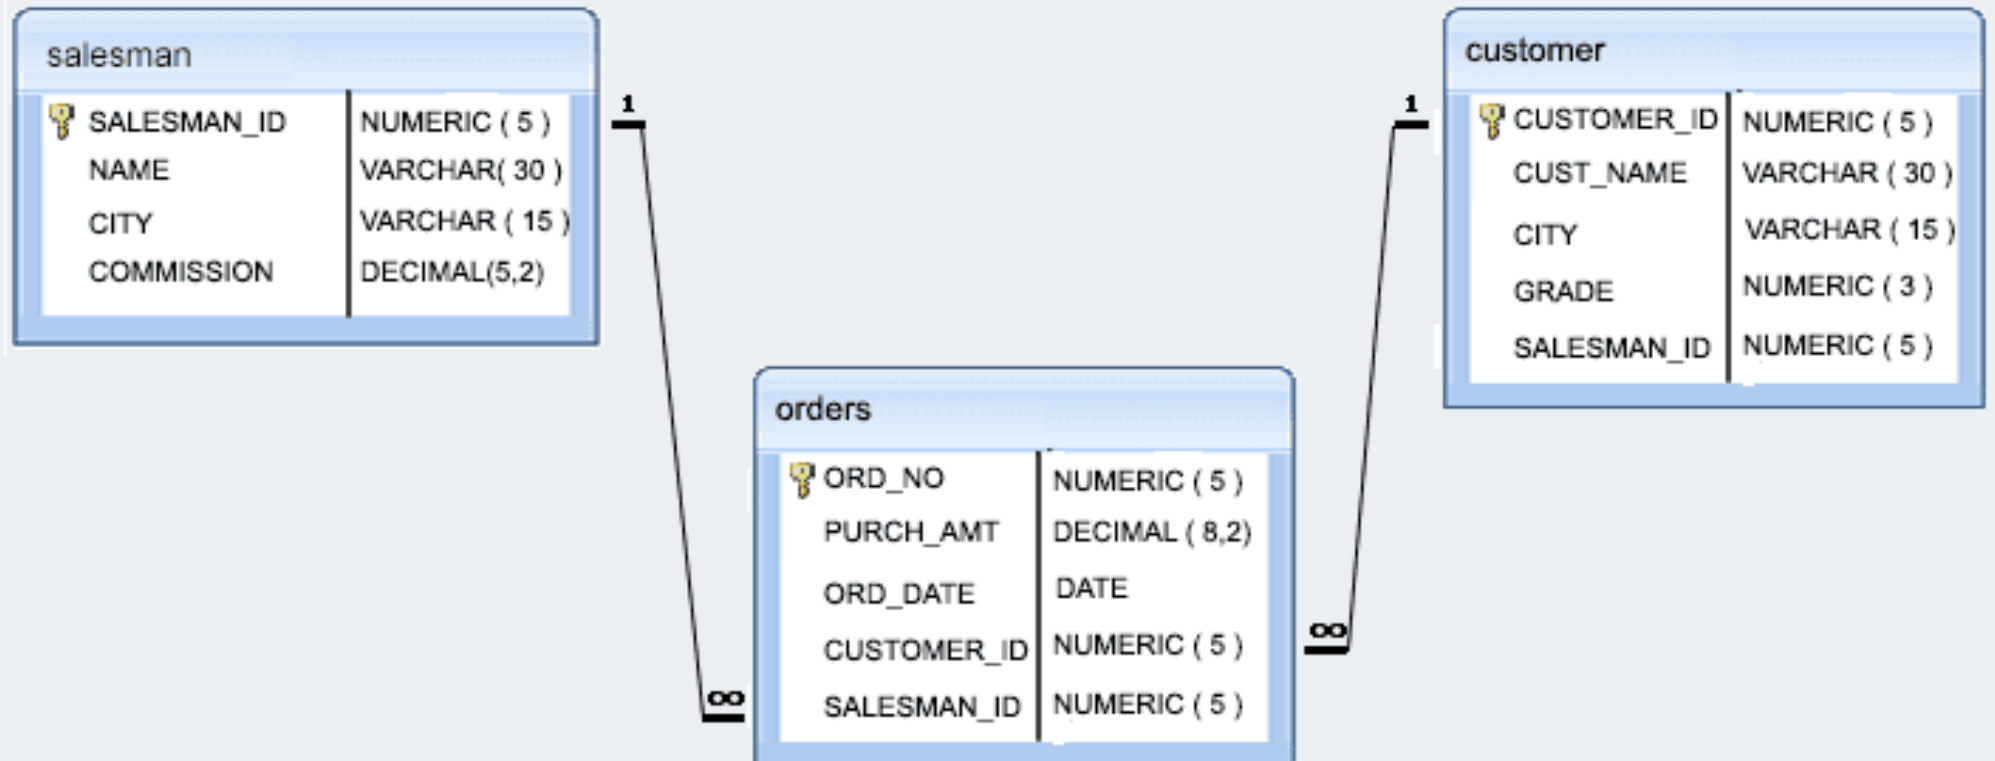 salesman
SALESMAN_ID NUMERIC ( 5 )
NAME VARCHAR( 30 )
CITY VARCHAR ( 15 )
COMMISSION DECIMAL(5,2)
1
∞
1
∞
customer
CUSTOMER_ID NUMERIC ( 5 )
CUST_NAME VARCHAR ( 30 )
CITY VARCHAR ( 15 )
GRADE NUMERIC ( 3 )
SALESMAN_ID NUMERIC ( 5 )
orders
ORD_NO NUMERIC ( 5 )
PURCH_AMT DECIMAL ( 8,2)
ORD_DATE DATE
CUSTOMER_ID NUMERIC ( 5 )
SALESMAN_ID NUMERIC ( 5 )